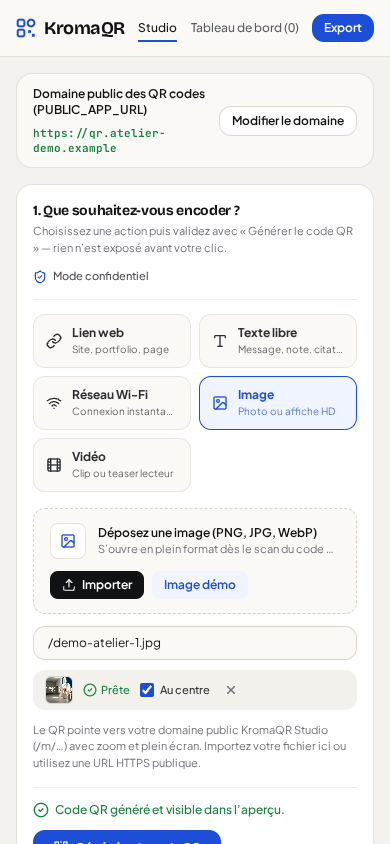 KromaQR Studio Tableau de bord (0) Export
Domaine public des QR codes
(PUBLIC_APP_URL)
https://qr.atelier-
demo.example
Modifier le domaine
1. Que souhaitez-vous encoder ?
Choisissez une action puis validez avec « Générer le code QR
» — rien n'est exposé avant votre clic.
Mode confidentiel
Lien web
Site, portfolio, page
Texte libre
Message, note, citat...
Réseau Wi-Fi
Connexion instanta...
Image
Photo ou affiche HD
Vidéo
Clip ou teaser lecteur
Déposez une image (PNG, JPG, WebP)
S'ouvre en plein format dès le scan du code ...
Importer Image démo
/demo-atelier-1.jpg
Prête Au centre
Le QR pointe vers votre domaine public KromaQR Studio
(/m/...) avec zoom et plein écran. Importez votre fichier ici ou
utilisez une URL HTTPS publique.
Code QR généré et visible dans l'aperçu.